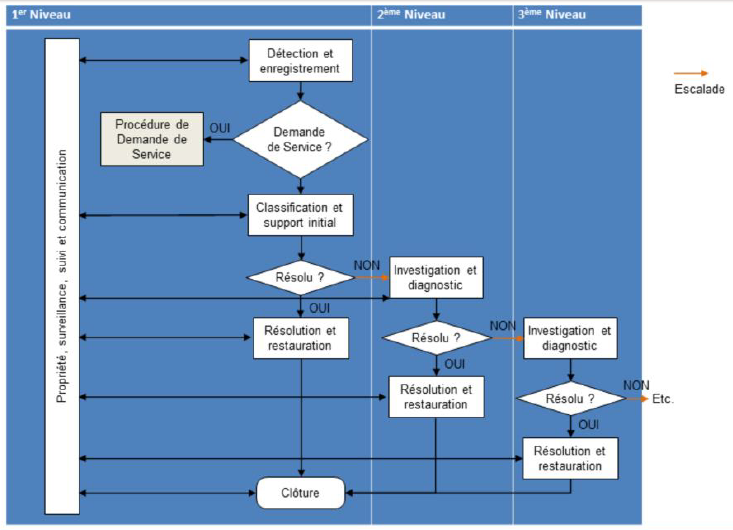 1er Niveau
2ème Niveau
3ème Niveau
Escalade
Propriété, surveillance, suivi et communication
Détection et
enregistrement
Procédure de
Demande de
Service
OUI
Demande
de Service ?
Classification et
support initial
Résolu ?
NON
Investigation et
diagnostic
OUI
Résolution et
restauration
Résolu ?
NON
Investigation et
diagnostic
OUI
Résolution et
restauration
Résolu ?
NON
Etc.
OUI
Résolution et
restauration
Clôture